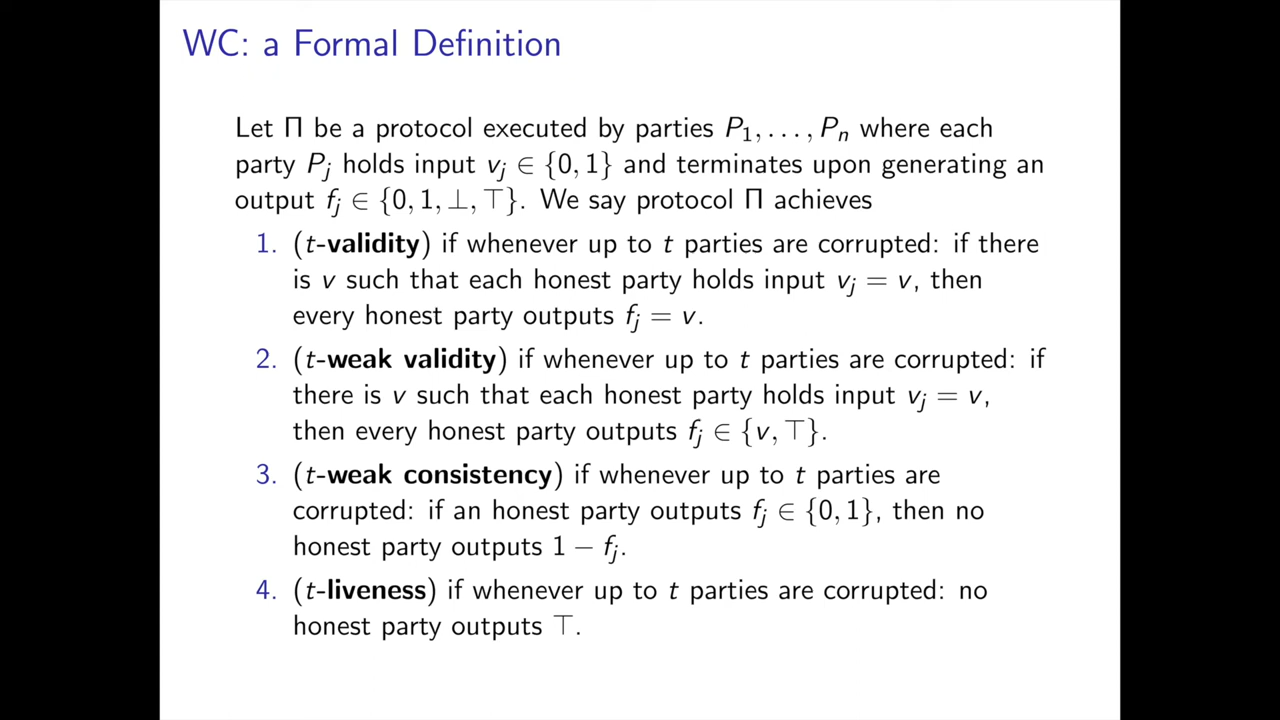 WC: a Formal Definition
Let Π be a protocol executed by parties P₁, . . . , Pₙ where each
party Pⱼ holds input vⱼ ∈ {0, 1} and terminates upon generating an
output fⱼ ∈ {0, 1, ⊥, ⊤}. We say protocol Π achieves
1. (t-validity) if whenever up to t parties are corrupted: if there
is v such that each honest party holds input vⱼ = v, then
every honest party outputs fⱼ = v.
2. (t-weak validity) if whenever up to t parties are corrupted: if
there is v such that each honest party holds input vⱼ = v,
then every honest party outputs fⱼ ∈ {v, ⊤}.
3. (t-weak consistency) if whenever up to t parties are
corrupted: if an honest party outputs fⱼ ∈ {0, 1}, then no
honest party outputs 1 − fⱼ.
4. (t-liveness) if whenever up to t parties are corrupted: no
honest party outputs ⊤.